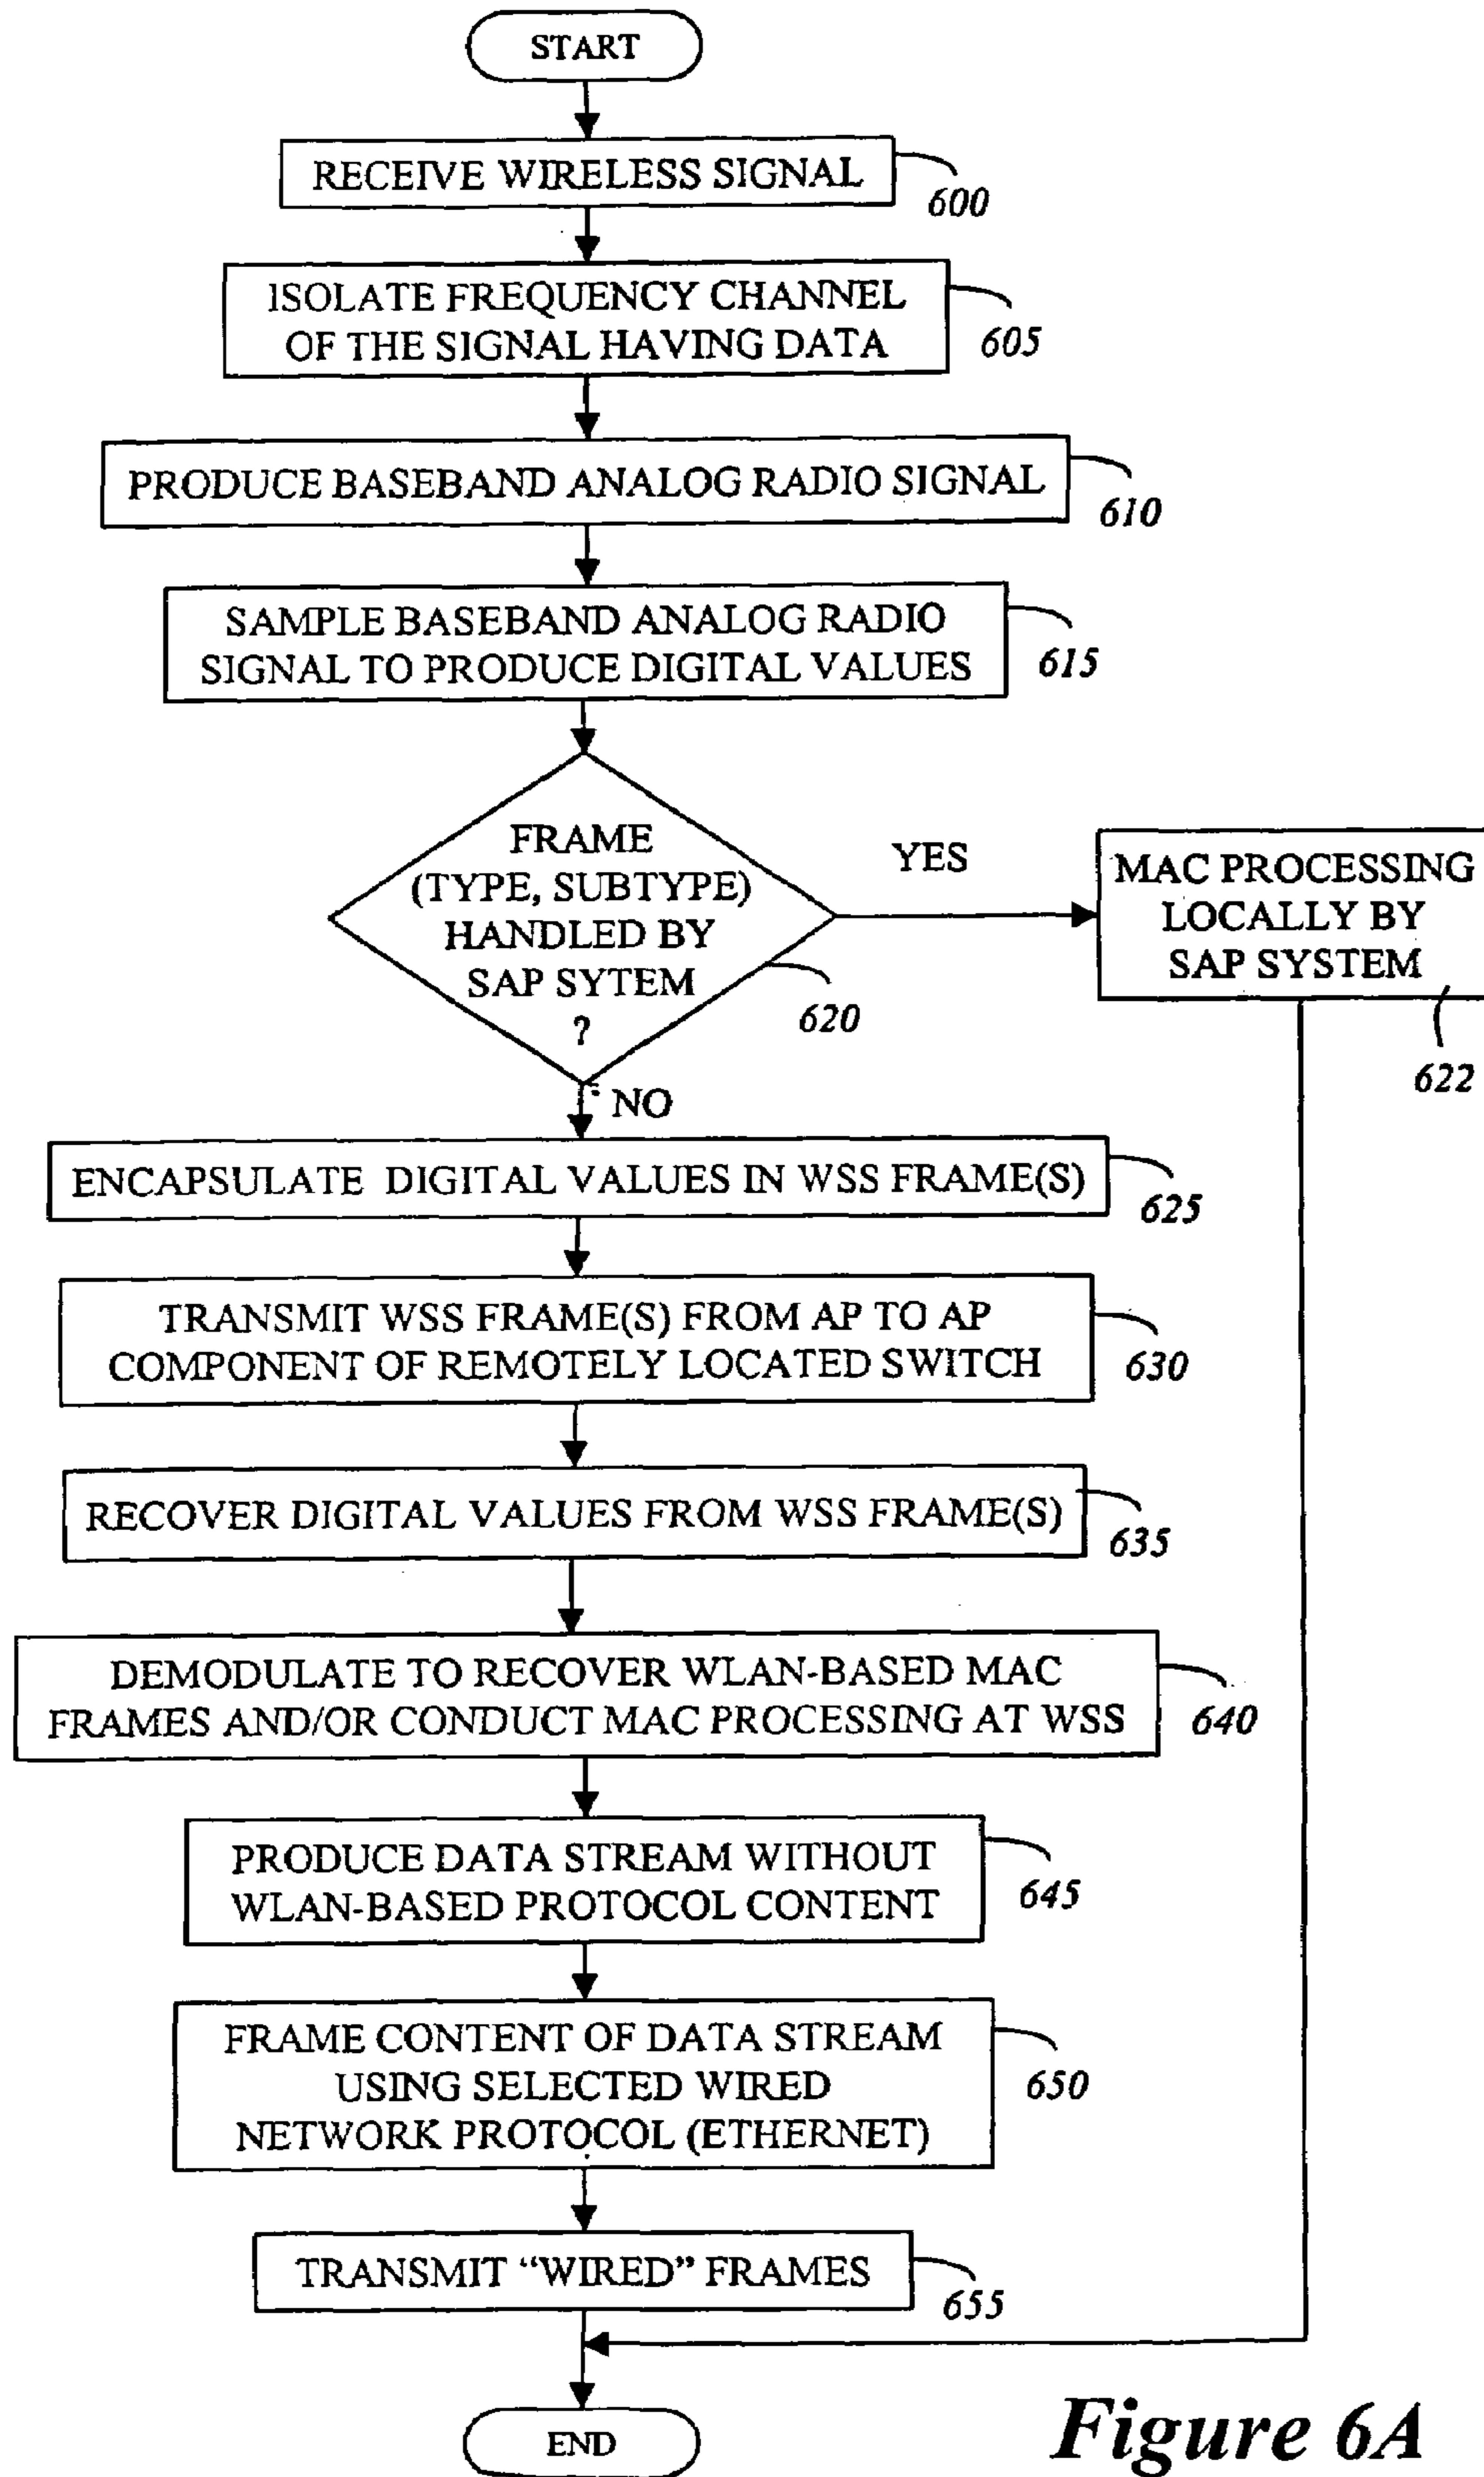 START
RECEIVE WIRELESS SIGNAL
600
ISOLATE FREQUENCY CHANNEL
OF THE SIGNAL HAVING DATA
605
PRODUCE BASEBAND ANALOG RADIO SIGNAL
610
SAMPLE BASEBAND ANALOG RADIO
SIGNAL TO PRODUCE DIGITAL VALUES
615
FRAME
(TYPE, SUBTYPE)
HANDLED BY
SAP SYTEM
?
620
YES
MAC PROCESSING
LOCALLY BY
SAP SYSTEM
622
NO
ENCAPSULATE DIGITAL VALUES IN WSS FRAME(S)
625
TRANSMIT WSS FRAME(S) FROM AP TO AP
COMPONENT OF REMOTELY LOCATED SWITCH
630
RECOVER DIGITAL VALUES FROM WSS FRAME(S)
635
DEMODULATE TO RECOVER WLAN-BASED MAC
FRAMES AND/OR CONDUCT MAC PROCESSING AT WSS
640
PRODUCE DATA STREAM WITHOUT
WLAN-BASED PROTOCOL CONTENT
645
FRAME CONTENT OF DATA STREAM
USING SELECTED WIRED
NETWORK PROTOCOL (ETHERNET)
650
TRANSMIT “WIRED” FRAMES
655
END
Figure 6A